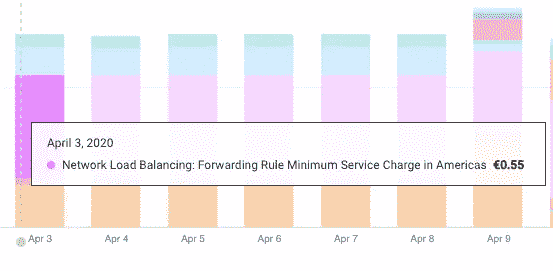 April 3, 2020
Network Load Balancing: Forwarding Rule Minimum Service Charge in Americas €0.55
Apr 3 Apr 4 Apr 5 Apr 6 Apr 7 Apr 8 Apr 9